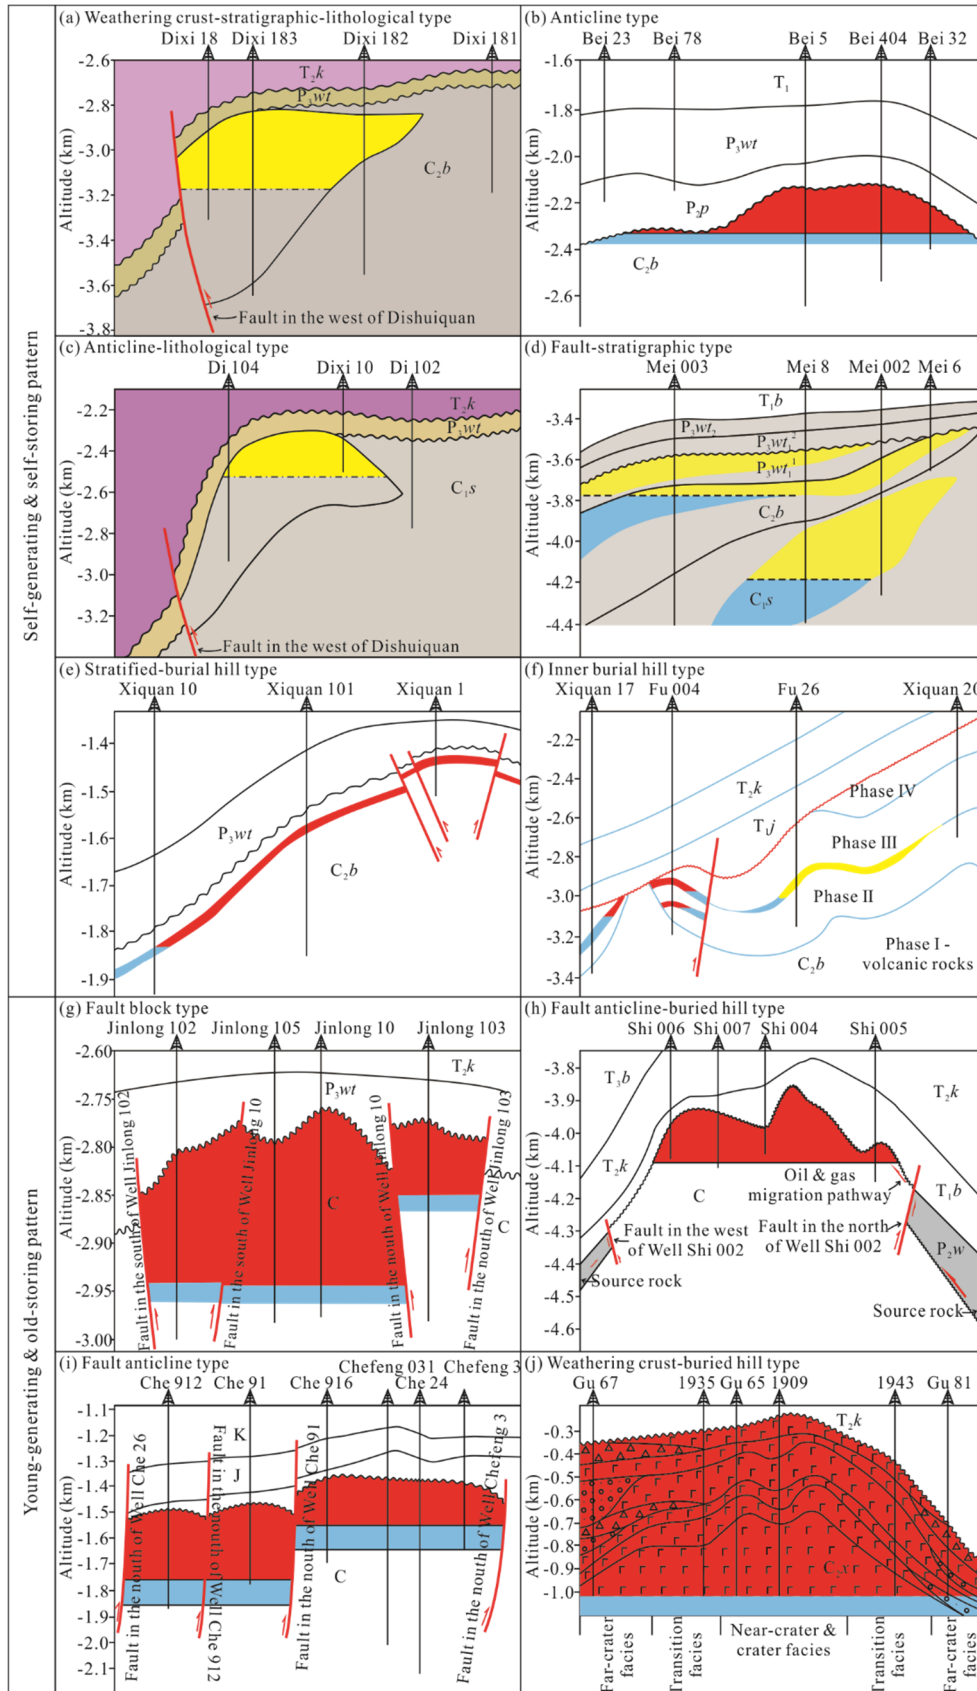 Self-generating & self-storing pattern
(a) Weathering crust-stratigraphic-lithological type
Dixi 18 Dixi 183 Dixi 182 Dixi 181
Altitude (km)
-2.6
-2.8
-3.0
-3.2
-3.4
-3.6
-3.8
T₂k
P₃wt
C₂b
Fault in the west of Dishuiquan
(b) Anticline type
Bei 23 Bei 78 Bei 5 Bei 404 Bei 32
Altitude (km)
-1.6
-1.8
-2.0
-2.2
-2.4
-2.6
T₁
P₃wt
P₂p
C₂b
(c) Anticline-lithological type
Di 104 Dixi 10 Di 102
Altitude (km)
-2.2
-2.4
-2.6
-2.8
-3.0
-3.2
T₂k
P₃wt
C₁s
Fault in the west of Dishuiquan
(d) Fault-stratigraphic type
Mei 003 Mei 8 Mei 002 Mei 6
Altitude (km)
-3.4
-3.6
-3.8
-4.0
-4.2
-4.4
T₁b
P₃wt₂
P₃wt₁²
P₃wt₁¹
C₂b
C₁s
(e) Stratified-burial hill type
Xiquan 10 Xiquan 101 Xiquan 1
Altitude (km)
-1.4
-1.5
-1.6
-1.7
-1.8
-1.9
P₃wt
C₂b
(f) Inner burial hill type
Xiquan 17 Fu 004 Fu 26 Xiquan 20
Altitude (km)
-2.2
-2.6
-2.8
-3.0
-3.2
-3.4
T₂k
T₁j
Phase IV
Phase III
Phase II
Phase I -
volcanic rocks
C₂b
Young-generating & old-storing pattern
(g) Fault block type
Jinlong 102 Jinlong 105 Jinlong 10 Jinlong 103
Altitude (km)
-2.60
-2.75
-2.80
-2.85
-2.90
-2.95
-3.00
T₂k
P₃wt
C
C
Fault in the south of Well Jinlong 102
Fault in the south of Well Jinlong 10
Fault in the nouth of Well Jinlong 10
Fault in the nouth of Well Jinlong 103
(h) Fault anticline-buried hill type
Shi 006 Shi 007 Shi 004 Shi 005
Altitude (km)
-3.8
-3.9
-4.0
-4.1
-4.2
-4.3
-4.4
-4.5
-4.6
T₃b
T₂k
T₂k
C
Oil & gas
migration pathway
T₁b
Fault in the west
of Well Shi 002
Fault in the north
of Well Shi 002
P₂w
Source rock
Source rock
(i) Fault anticline type
Chefeng 031 Chefeng 3
Che 912 Che 91 Che 916 Che 24
Altitude (km)
-1.1
-1.2
-1.3
-1.4
-1.5
-1.6
-1.7
-1.8
-1.9
-2.0
-2.1
K
J
C
Fault in the nouth of Well Che 26
Fault in the nouth of Well Che 912
Fault in the nouth of Well Che 91
Fault in the nouth of Well Chefeng 3
(j) Weathering crust-buried hill type
Gu 67 1935 Gu 65 1909 1943 Gu 81
Altitude (km)
-0.3
-0.4
-0.5
-0.6
-0.7
-0.8
-0.9
-1.0
T₂k
Far-crater
facies
Transition
facies
Near-crater &
crater facies
Transition
facies
Far-crater
facies